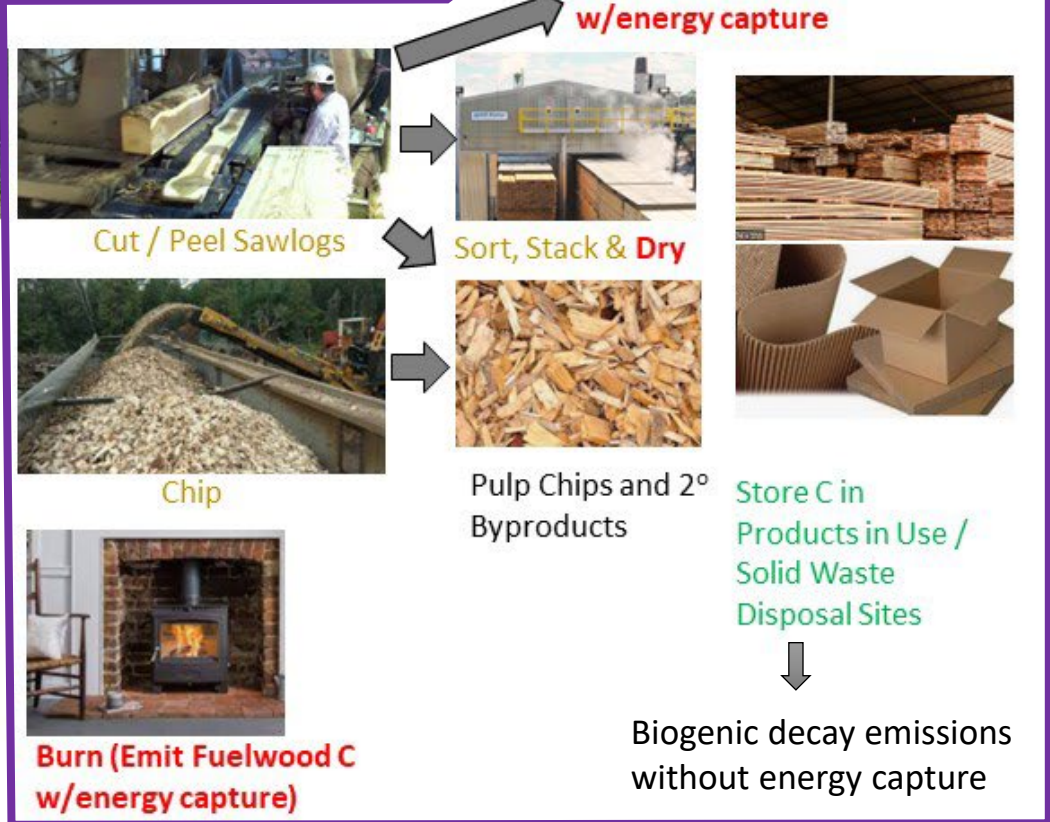 w/energy capture
Cut / Peel Sawlogs
Sort, Stack & Dry
Chip
Pulp Chips and 2°
Byproducts
Store C in
Products in Use /
Solid Waste
Disposal Sites
Burn (Emit Fuelwood C
w/energy capture)
Biogenic decay emissions
without energy capture